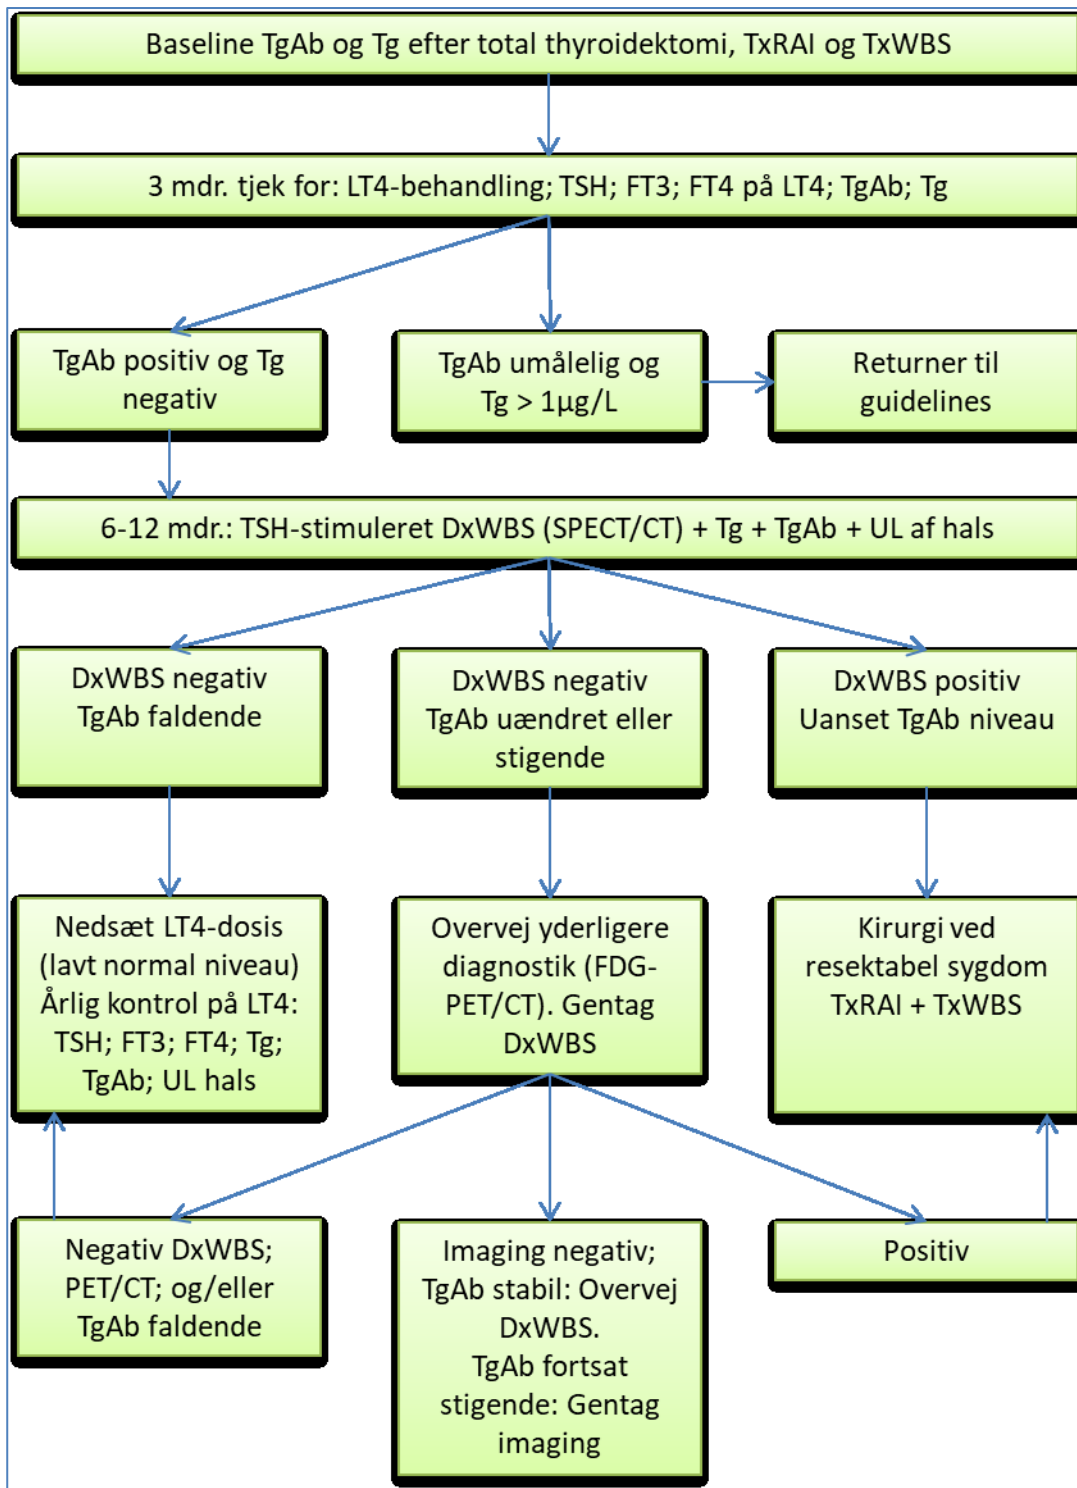 Baseline TgAb og Tg efter total thyroidektomi, TxRAI og TxWBS
3 mdr. tjek for: LT4-behandling; TSH; FT3; FT4 på LT4; TgAb; Tg
TgAb positiv og Tg
negativ
TgAb umålelig og
Tg > 1µg/L
Returner til
guidelines
6-12 mdr.: TSH-stimuleret DxWBS (SPECT/CT) + Tg + TgAb + UL af hals
DxWBS negativ
TgAb faldende
DxWBS negativ
TgAb uændret eller
stigende
DxWBS positiv
Uanset TgAb niveau
Nedsæt LT4-dosis
(lavt normal niveau)
Årlig kontrol på LT4:
TSH; FT3; FT4; Tg;
TgAb; UL hals
Overvej yderligere
diagnostik (FDG-
PET/CT). Gentag
DxWBS
Kirurgi ved
resektabel sygdom
TxRAI + TxWBS
Negativ DxWBS;
PET/CT; og/eller
TgAb faldende
Imaging negativ;
TgAb stabil: Overvej
DxWBS.
TgAb fortsat
stigende: Gentag
imaging
Positiv